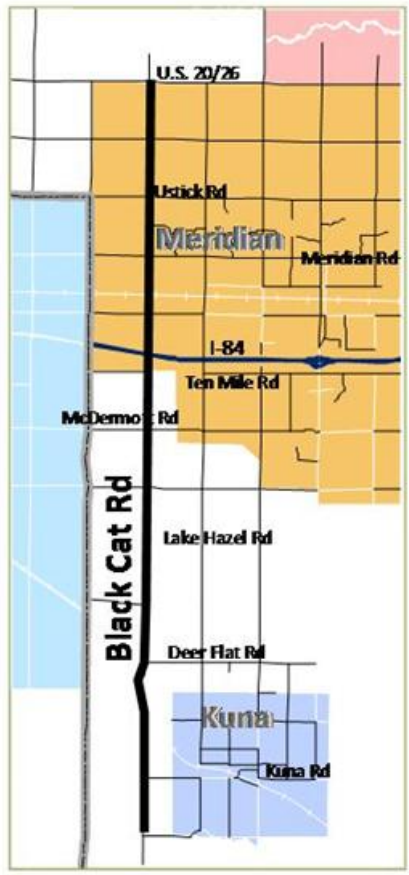 U.S. 20/26
Ustick Rd
Meridian
Meridian Rd
I-84
Ten Mile Rd
McDermott Rd
Black Cat Rd
Lake Hazel Rd
Deer Flat Rd
Kuna
Kuna Rd